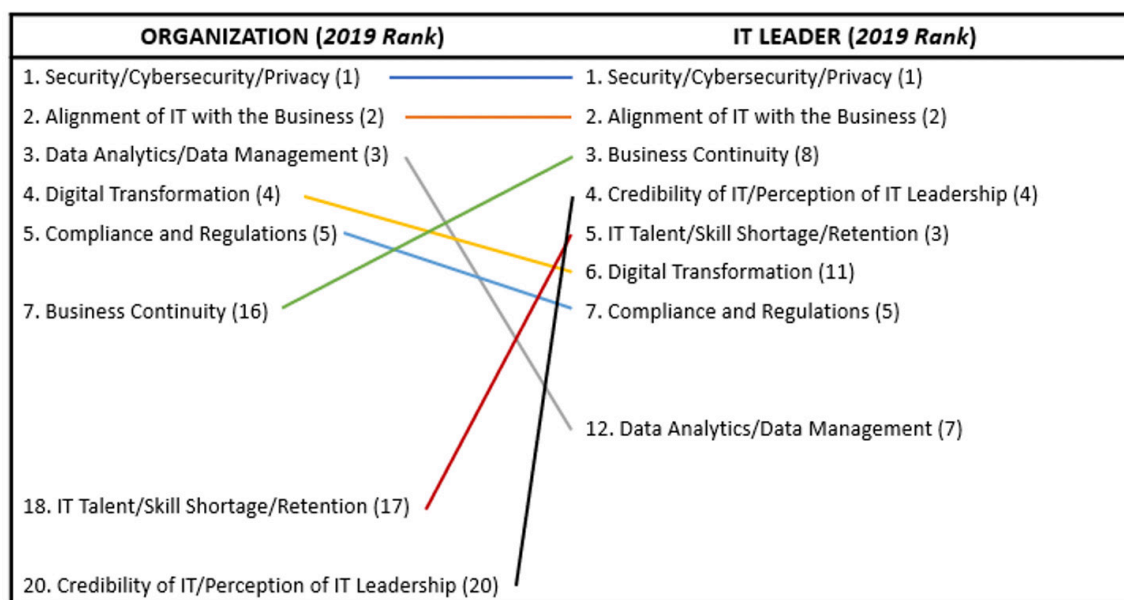 ORGANIZATION (2019 Rank)
IT LEADER (2019 Rank)
1. Security/Cybersecurity/Privacy (1)
1. Security/Cybersecurity/Privacy (1)
2. Alignment of IT with the Business (2)
2. Alignment of IT with the Business (2)
3. Data Analytics/Data Management (3)
3. Business Continuity (8)
4. Digital Transformation (4)
4. Credibility of IT/Perception of IT Leadership (4)
5. Compliance and Regulations (5)
5. IT Talent/Skill Shortage/Retention (3)
6. Digital Transformation (11)
7. Business Continuity (16)
7. Compliance and Regulations (5)
12. Data Analytics/Data Management (7)
18. IT Talent/Skill Shortage/Retention (17)
20. Credibility of IT/Perception of IT Leadership (20)